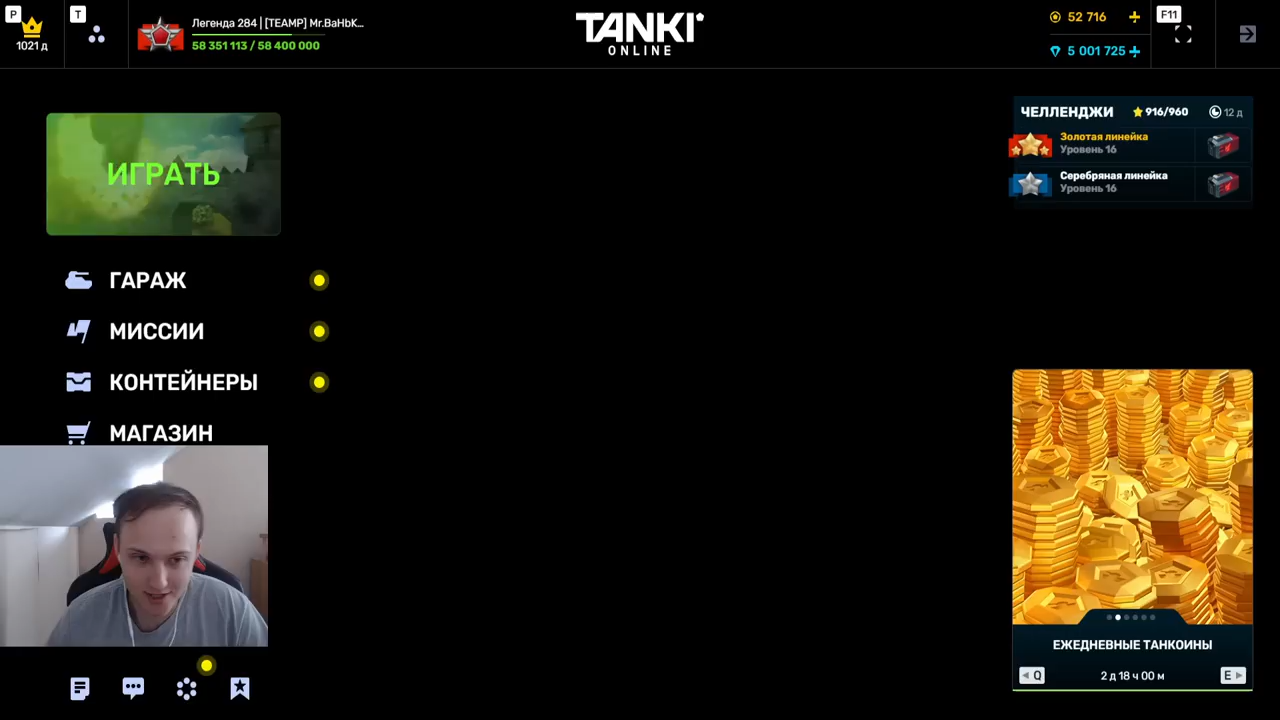 P
1021 д
T
Легенда 284 | [TEAMP] Mr.BaHbK...
58 351 113 / 58 400 000
TANKI
ONLINE
52 716
5 001 725
F11
ИГРАТЬ
ГАРАЖ
МИССИИ
КОНТЕЙНЕРЫ
МАГАЗИН
ЧЕЛЛЕНДЖИ 916/960 12 д
Золотая линейка
Уровень 16
Серебряная линейка
Уровень 16
ЕЖЕДНЕВНЫЕ ТАНКОИНЫ
Q 2 д 18 ч 00 м E